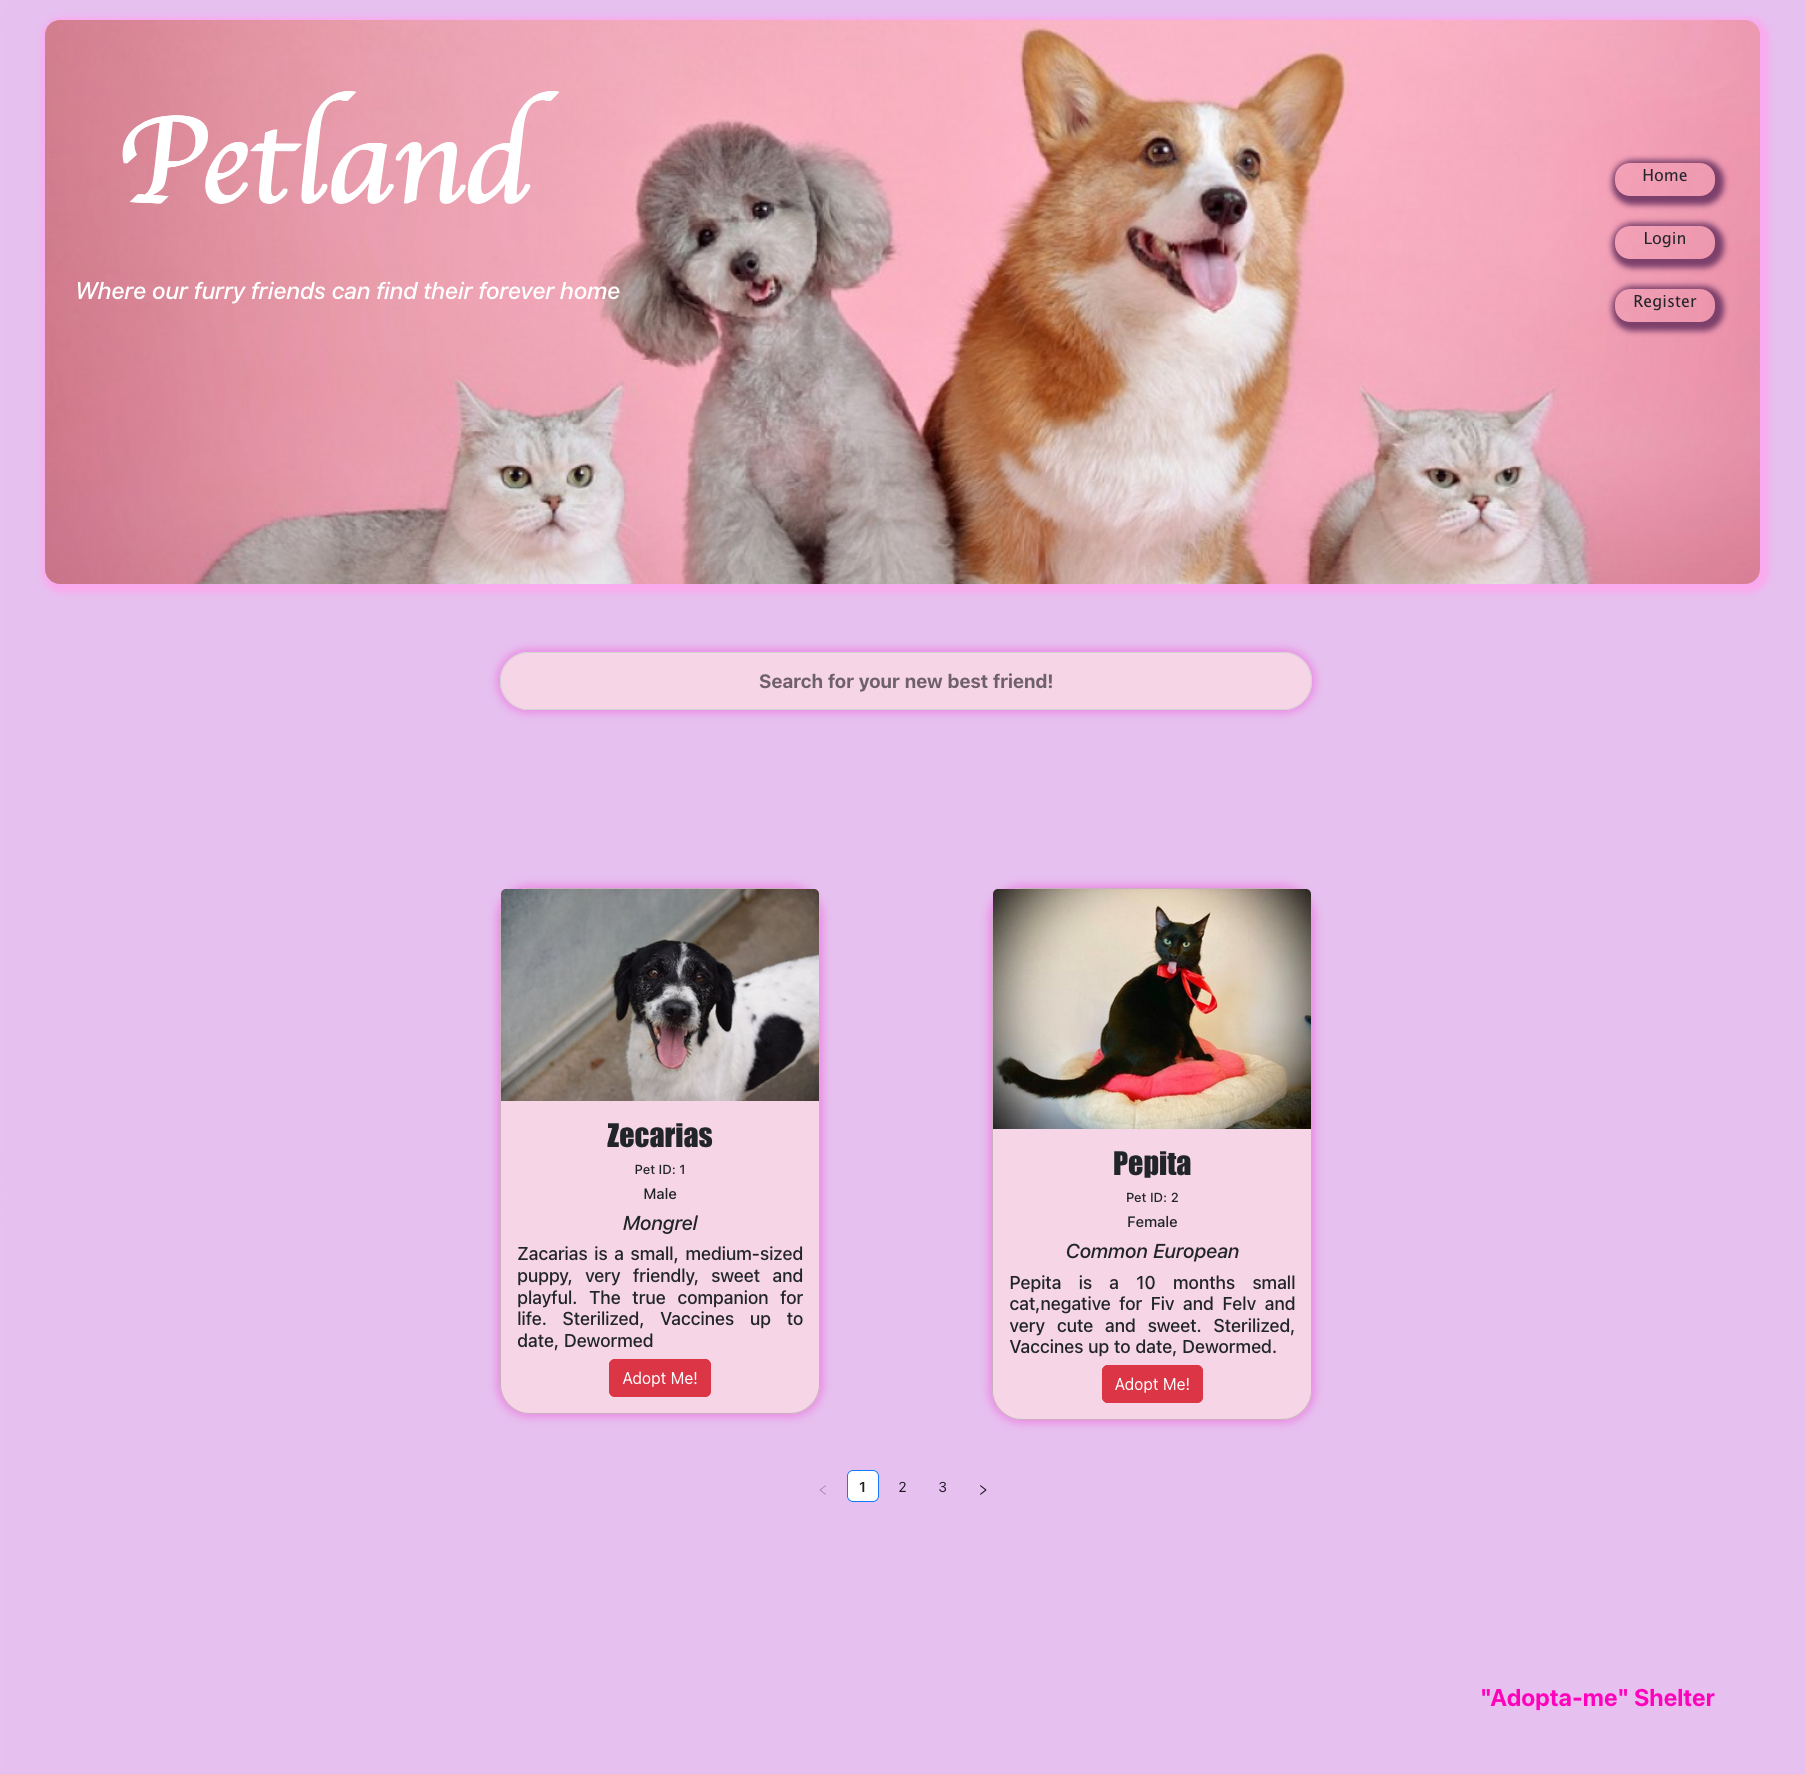 Petland
Where our furry friends can find their forever home
Home
Login
Register
Search for your new best friend!
Zecarias
Pet ID: 1
Male
Mongrel
Zacarias is a small, medium-sized
puppy, very friendly, sweet and
playful. The true companion for
life. Sterilized, Vaccines up to
date, Dewormed
Adopt Me!
Pepita
Pet ID: 2
Female
Common European
Pepita is a 10 months small
cat,negative for Fiv and Felv and
very cute and sweet. Sterilized,
Vaccines up to date, Dewormed.
Adopt Me!
< 1 2 3 >
"Adopta-me" Shelter